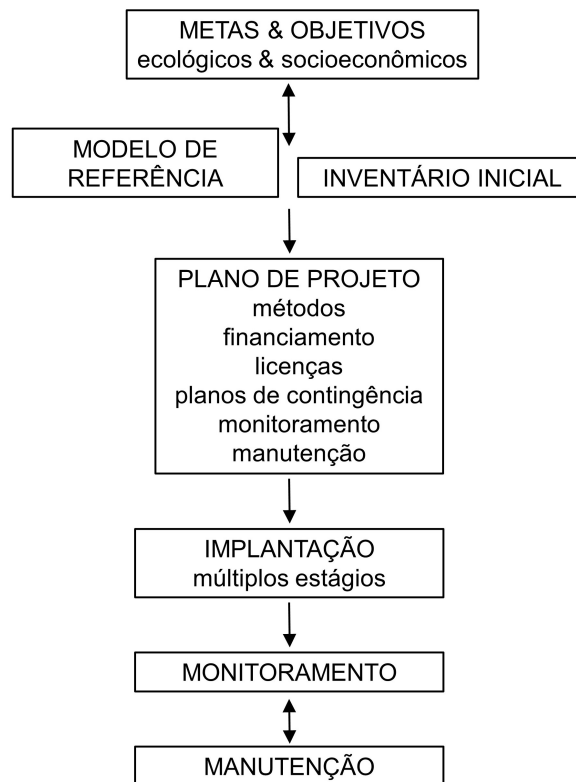 METAS & OBJETIVOS
ecológicos & socioeconômicos
MODELO DE
REFERÊNCIA
INVENTÁRIO INICIAL
PLANO DE PROJETO
métodos
financiamento
licenças
planos de contingência
monitoramento
manutenção
IMPLANTAÇÃO
múltiplos estágios
MONITORAMENTO
MANUTENÇÃO